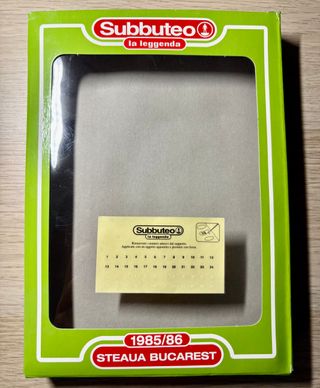 Subbuteo
la leggenda
Subbuteo
la leggenda
1 2 3 4 5 6 7 8 9 10 11 12
13 14 15 16 17 18 19 20 21 22 23 24
1985/86
STEAUA BUCAREST